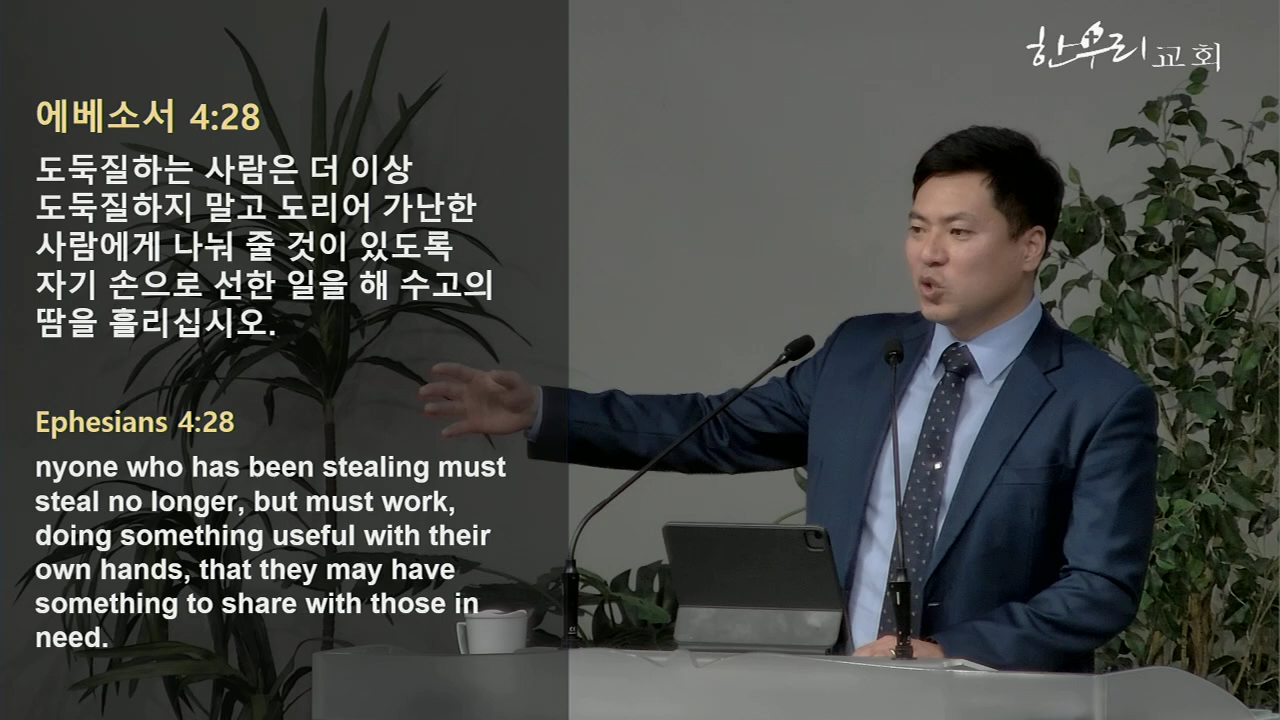 한우리교회
에베소서 4:28
도둑질하는 사람은 더 이상
도둑질하지 말고 도리어 가난한
사람에게 나눠 줄 것이 있도록
자기 손으로 선한 일을 해 수고의
땀을 흘리십시오.
Ephesians 4:28
nyone who has been stealing must
steal no longer, but must work,
doing something useful with their
own hands, that they may have
something to share with those in
need.